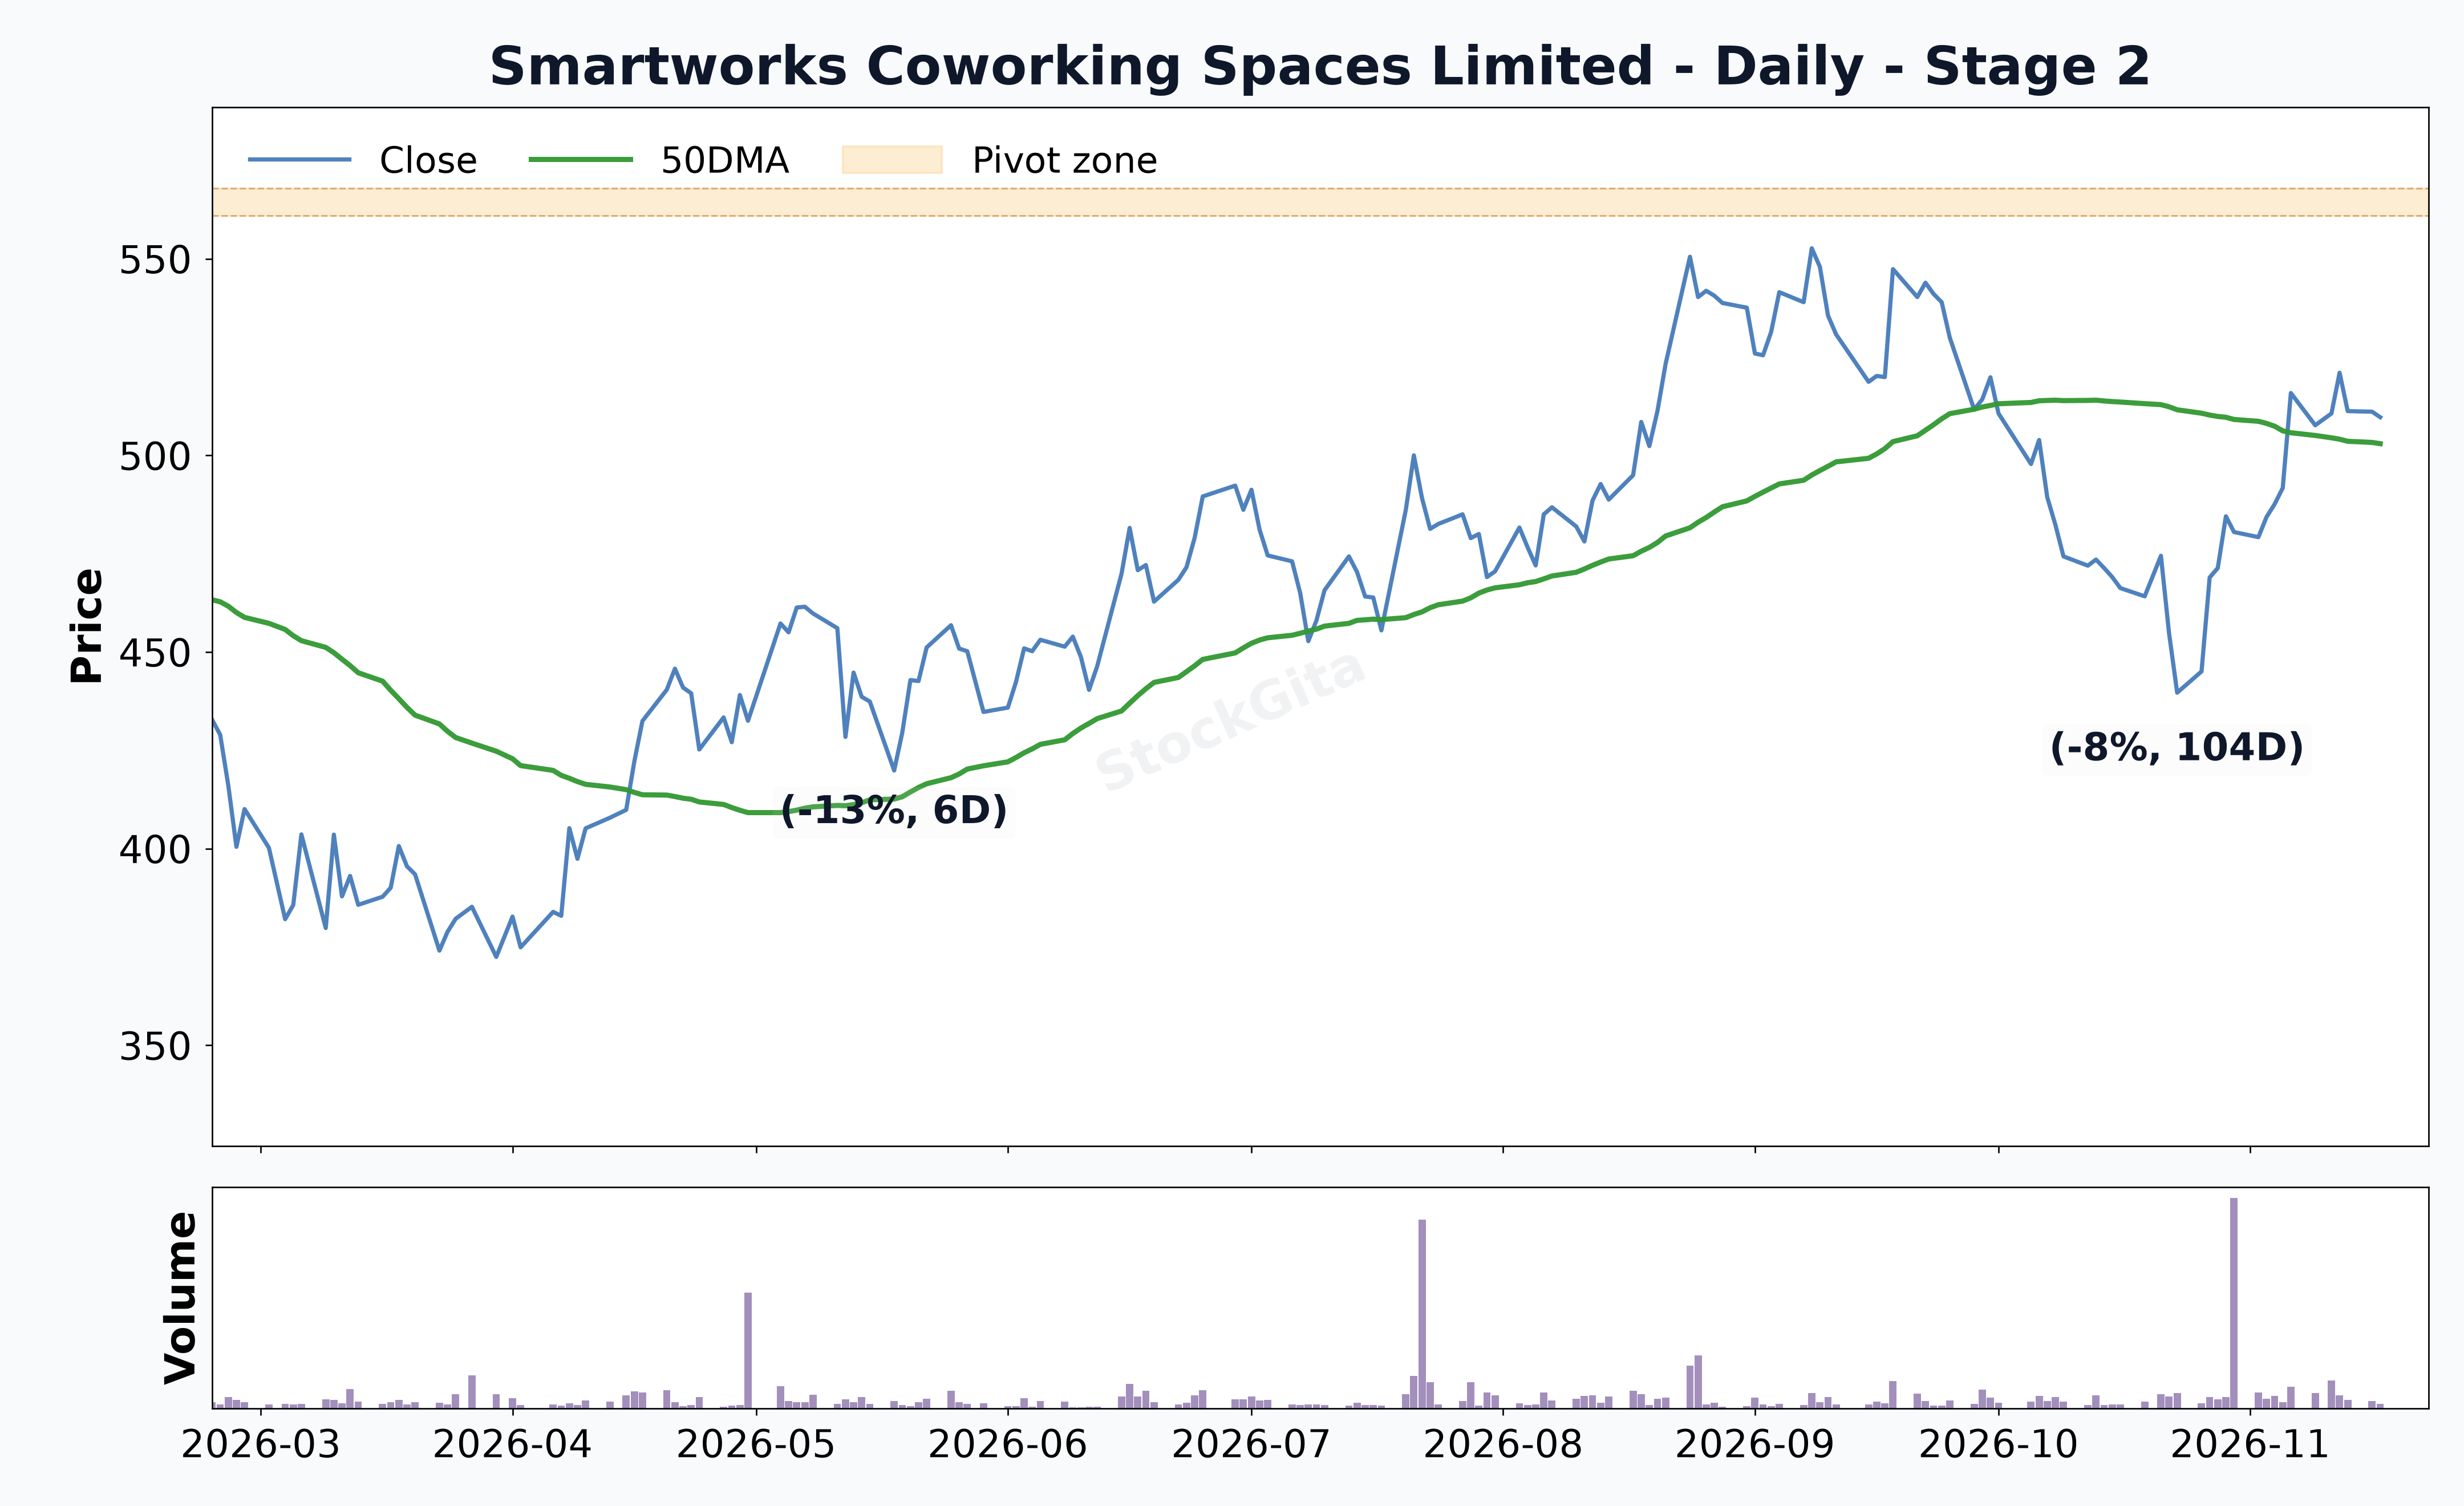 Smartworks Coworking Spaces Limited - Daily - Stage 2
Close 50DMA Pivot zone
Price
550
500
450
400
350
StockGita
(-13%, 6D)
(-8%, 104D)
Volume
2026-03 2026-04 2026-05 2026-06 2026-07 2026-08 2026-09 2026-10 2026-11